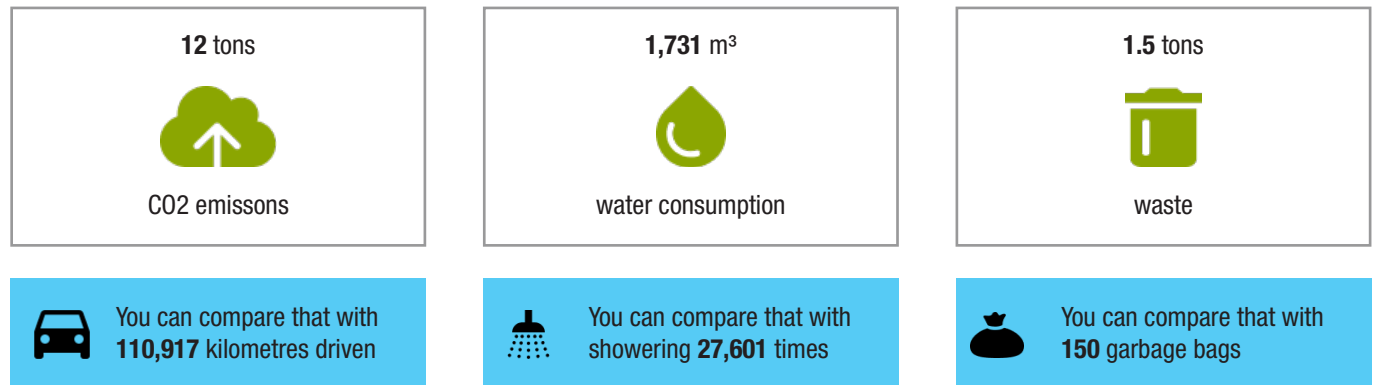 12 tons
CO2 emissons
1,731 m³
water consumption
1.5 tons
waste
You can compare that with
110,917 kilometres driven
You can compare that with
showering 27,601 times
You can compare that with
150 garbage bags